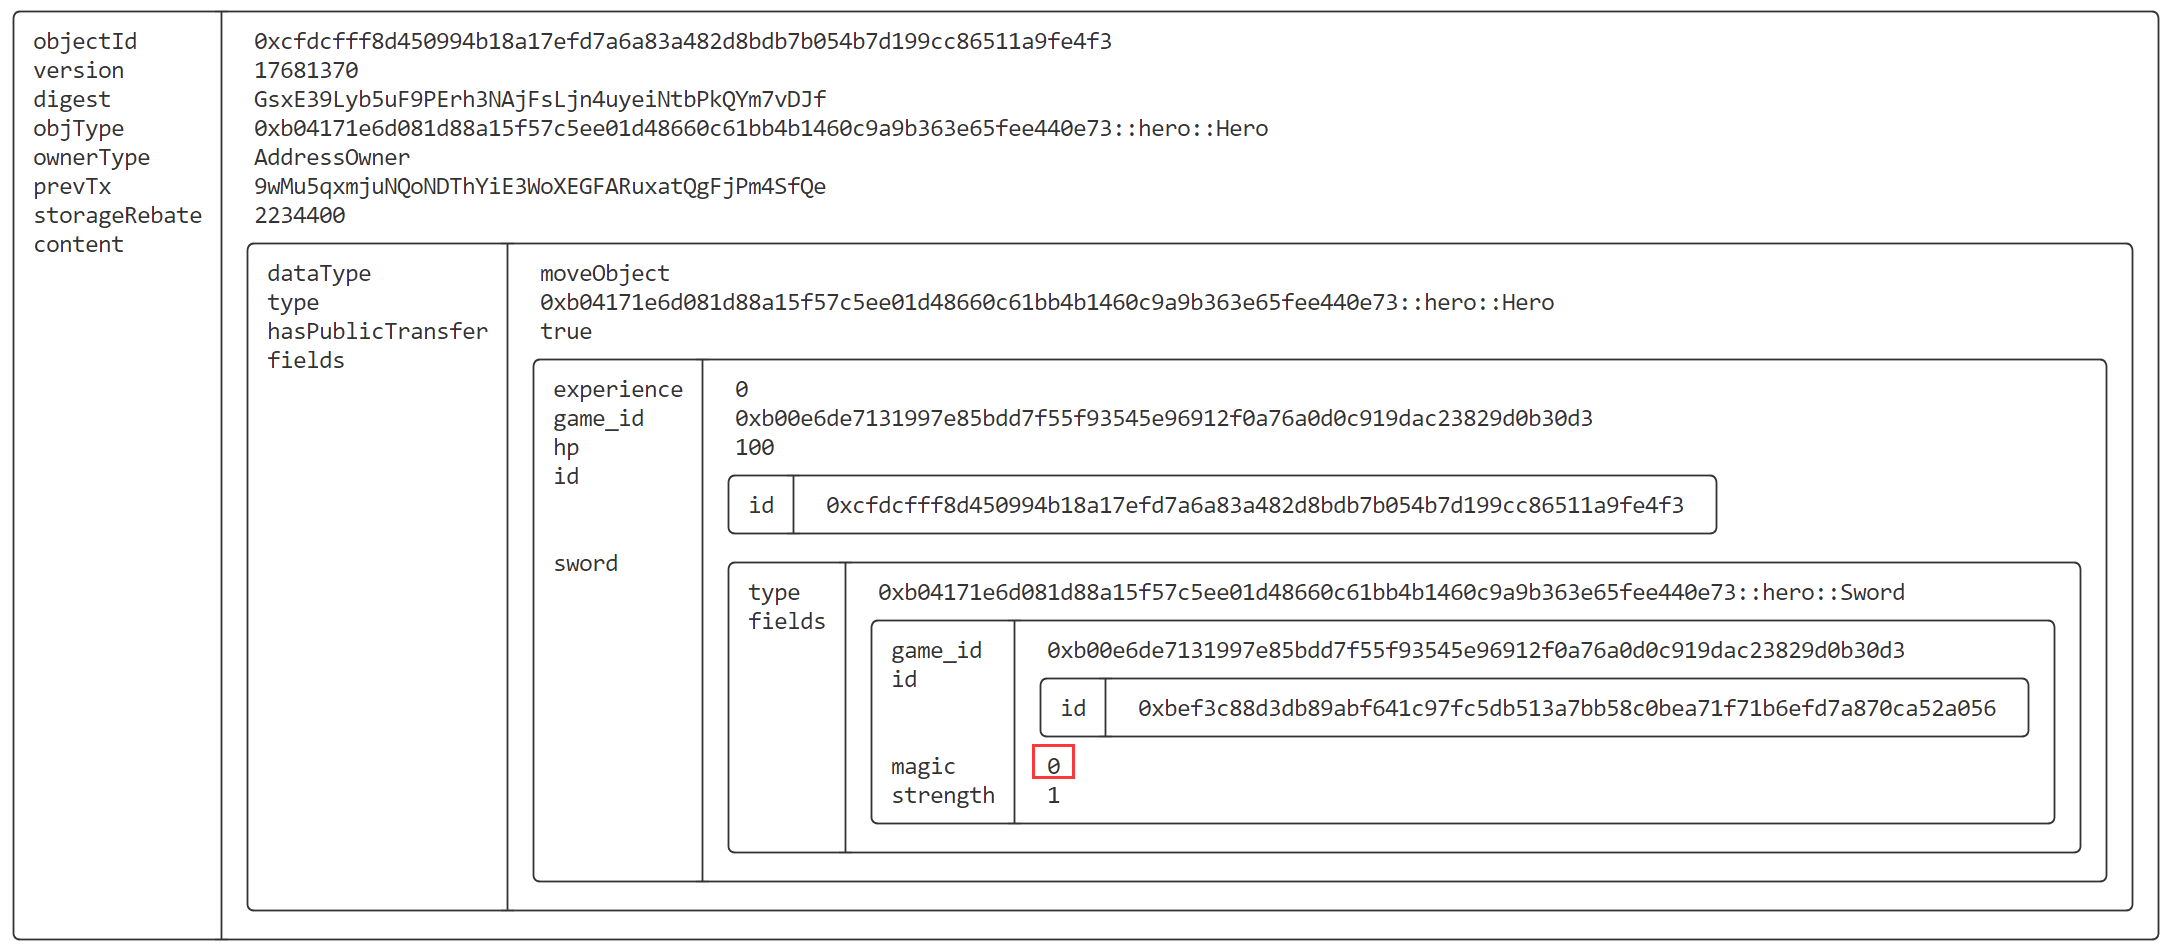 objectId 0xcfdcfff8d450994b18a17efd7a6a83a482d8bdb7b054b7d199cc86511a9fe4f3
version 17681370
digest GsxE39Lyb5uF9PErh3NAjFsLjn4uyeiNtbPkQYm7vDJf
objType 0xb04171e6d081d88a15f57c5ee01d48660c61bb4b1460c9a9b363e65fee440e73::hero::Hero
ownerType AddressOwner
prevTx 9wMu5qxmjuNQoNDThYiE3WoXEGFARuxatQgFjPm4SfQe
storageRebate 2234400
content
dataType moveObject
type 0xb04171e6d081d88a15f57c5ee01d48660c61bb4b1460c9a9b363e65fee440e73::hero::Hero
hasPublicTransfer true
fields
experience 0
game_id 0xb00e6de7131997e85bdd7f55f93545e96912f0a76a0d0c919dac23829d0b30d3
hp 100
id
id 0xcfdcfff8d450994b18a17efd7a6a83a482d8bdb7b054b7d199cc86511a9fe4f3
sword
type 0xb04171e6d081d88a15f57c5ee01d48660c61bb4b1460c9a9b363e65fee440e73::hero::Sword
fields
game_id 0xb00e6de7131997e85bdd7f55f93545e96912f0a76a0d0c919dac23829d0b30d3
id
id 0xbef3c88d3db89abf641c97fc5db513a7bb58c0bea71f71b6efd7a870ca52a056
magic 0
strength 1